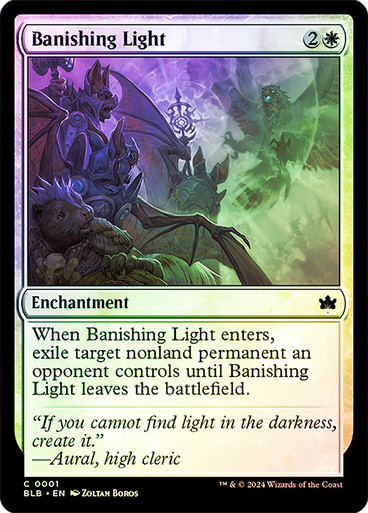 Banishing Light 2
Enchantment
When Banishing Light enters,
exile target nonland permanent an
opponent controls until Banishing
Light leaves the battlefield.
“If you cannot find light in the darkness,
create it.”
—Aural, high cleric
C 0001
BLB • EN Zoltan Boros
™ & © 2024 Wizards of the Coast